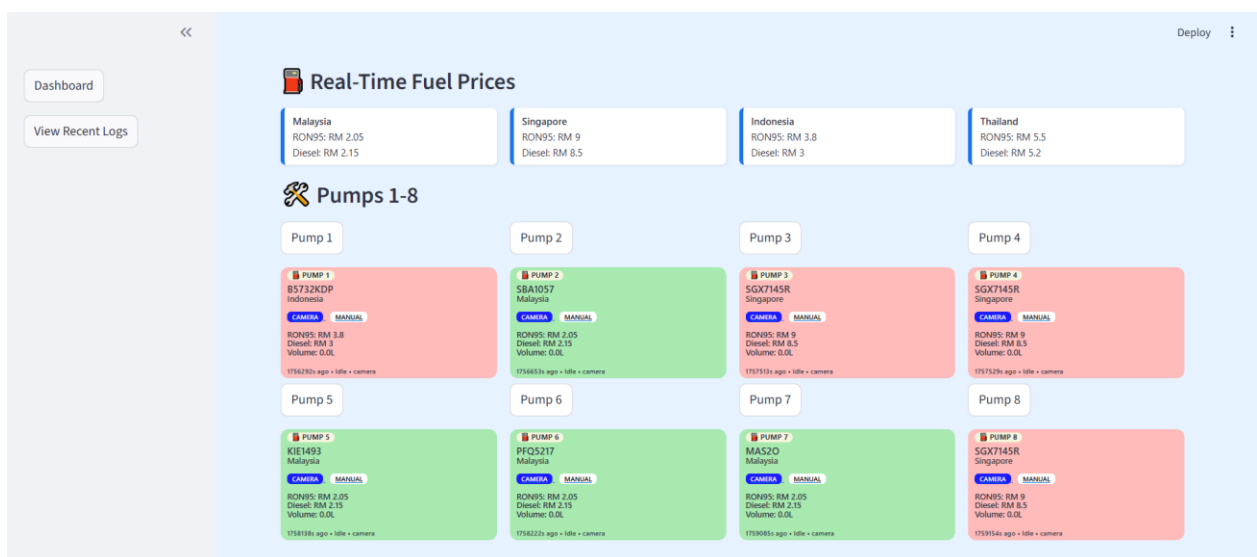 Deploy
Dashboard
View Recent Logs
Real-Time Fuel Prices
Malaysia
RON95: RM 2.05
Diesel: RM 2.15
Singapore
RON95: RM 9
Diesel: RM 8.5
Indonesia
RON95: RM 3.8
Diesel: RM 3
Thailand
RON95: RM 5.5
Diesel: RM 5.2
Pumps 1-8
Pump 1
Pump 2
Pump 3
Pump 4
PUMP 1
B5732KDP
Indonesia
CAMERA MANUAL
RON95: RM 3.8
Diesel: RM 3
Volume: 0.0L
1756292s ago • Idle • camera
PUMP 2
SBA1057
Malaysia
CAMERA MANUAL
RON95: RM 2.05
Diesel: RM 2.15
Volume: 0.0L
1756653s ago • Idle • camera
PUMP 3
SGX7145R
Singapore
CAMERA MANUAL
RON95: RM 9
Diesel: RM 8.5
Volume: 0.0L
1757513s ago • Idle • camera
PUMP 4
SGX7145R
Singapore
CAMERA MANUAL
RON95: RM 9
Diesel: RM 8.5
Volume: 0.0L
1757529s ago • Idle • camera
Pump 5
Pump 6
Pump 7
Pump 8
PUMP 5
KIE1493
Malaysia
CAMERA MANUAL
RON95: RM 2.05
Diesel: RM 2.15
Volume: 0.0L
1758138s ago • Idle • camera
PUMP 6
PFQ5217
Malaysia
CAMERA MANUAL
RON95: RM 2.05
Diesel: RM 2.15
Volume: 0.0L
1758222s ago • Idle • camera
PUMP 7
MAS2O
Malaysia
CAMERA MANUAL
RON95: RM 2.05
Diesel: RM 2.15
Volume: 0.0L
1759085s ago • Idle • camera
PUMP 8
SGX7145R
Singapore
CAMERA MANUAL
RON95: RM 9
Diesel: RM 8.5
Volume: 0.0L
1759154s ago • Idle • camera